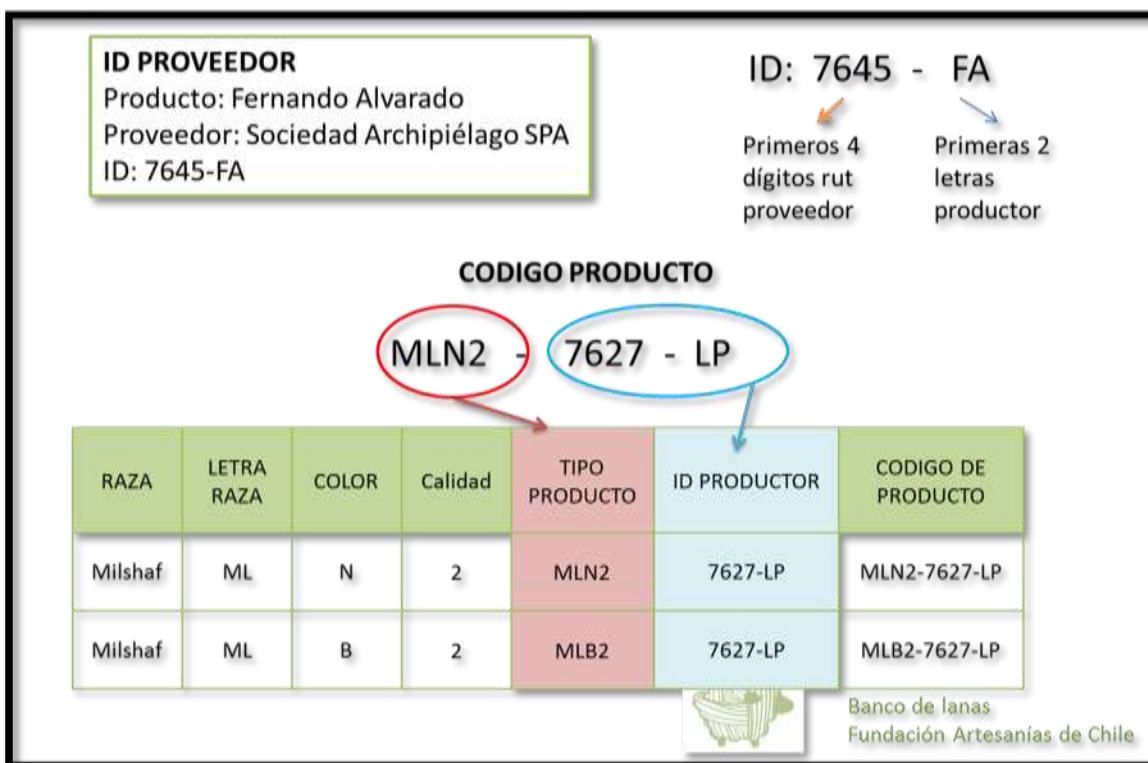 ID PROVEEDOR
Producto: Fernando Alvarado
Proveedor: Sociedad Archipiélago SPA
ID: 7645-FA
ID: 7645 - FA
Primeros 4
dígitos rut
proveedor
Primeras 2
letras
productor
CODIGO PRODUCTO
MLN2 - 7627 - LP
RAZA
LETRA
RAZA
COLOR
Calidad
TIPO
PRODUCTO
ID PRODUCTOR
CODIGO DE
PRODUCTO
Milshaf ML N 2 MLN2 7627-LP MLN2-7627-LP
Milshaf ML B 2 MLB2 7627-LP MLB2-7627-LP
Banco de lanas
Fundación Artesanías de Chile